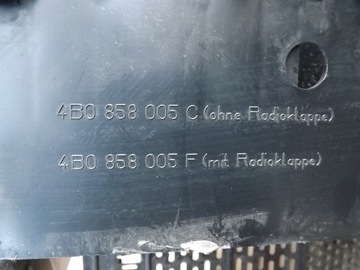 4B0 858 005 C (ohne Radioklappe)
4B0 858 005 F (mit Radioklappe)